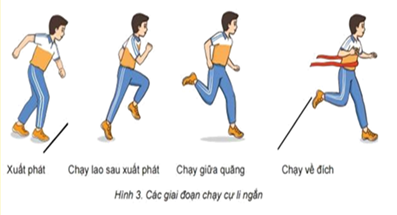 Xuất phát
Chạy lao sau xuất phát
Chạy giữa quãng
Chạy về đích
Hình 3. Các giai đoạn chạy cự li ngắn